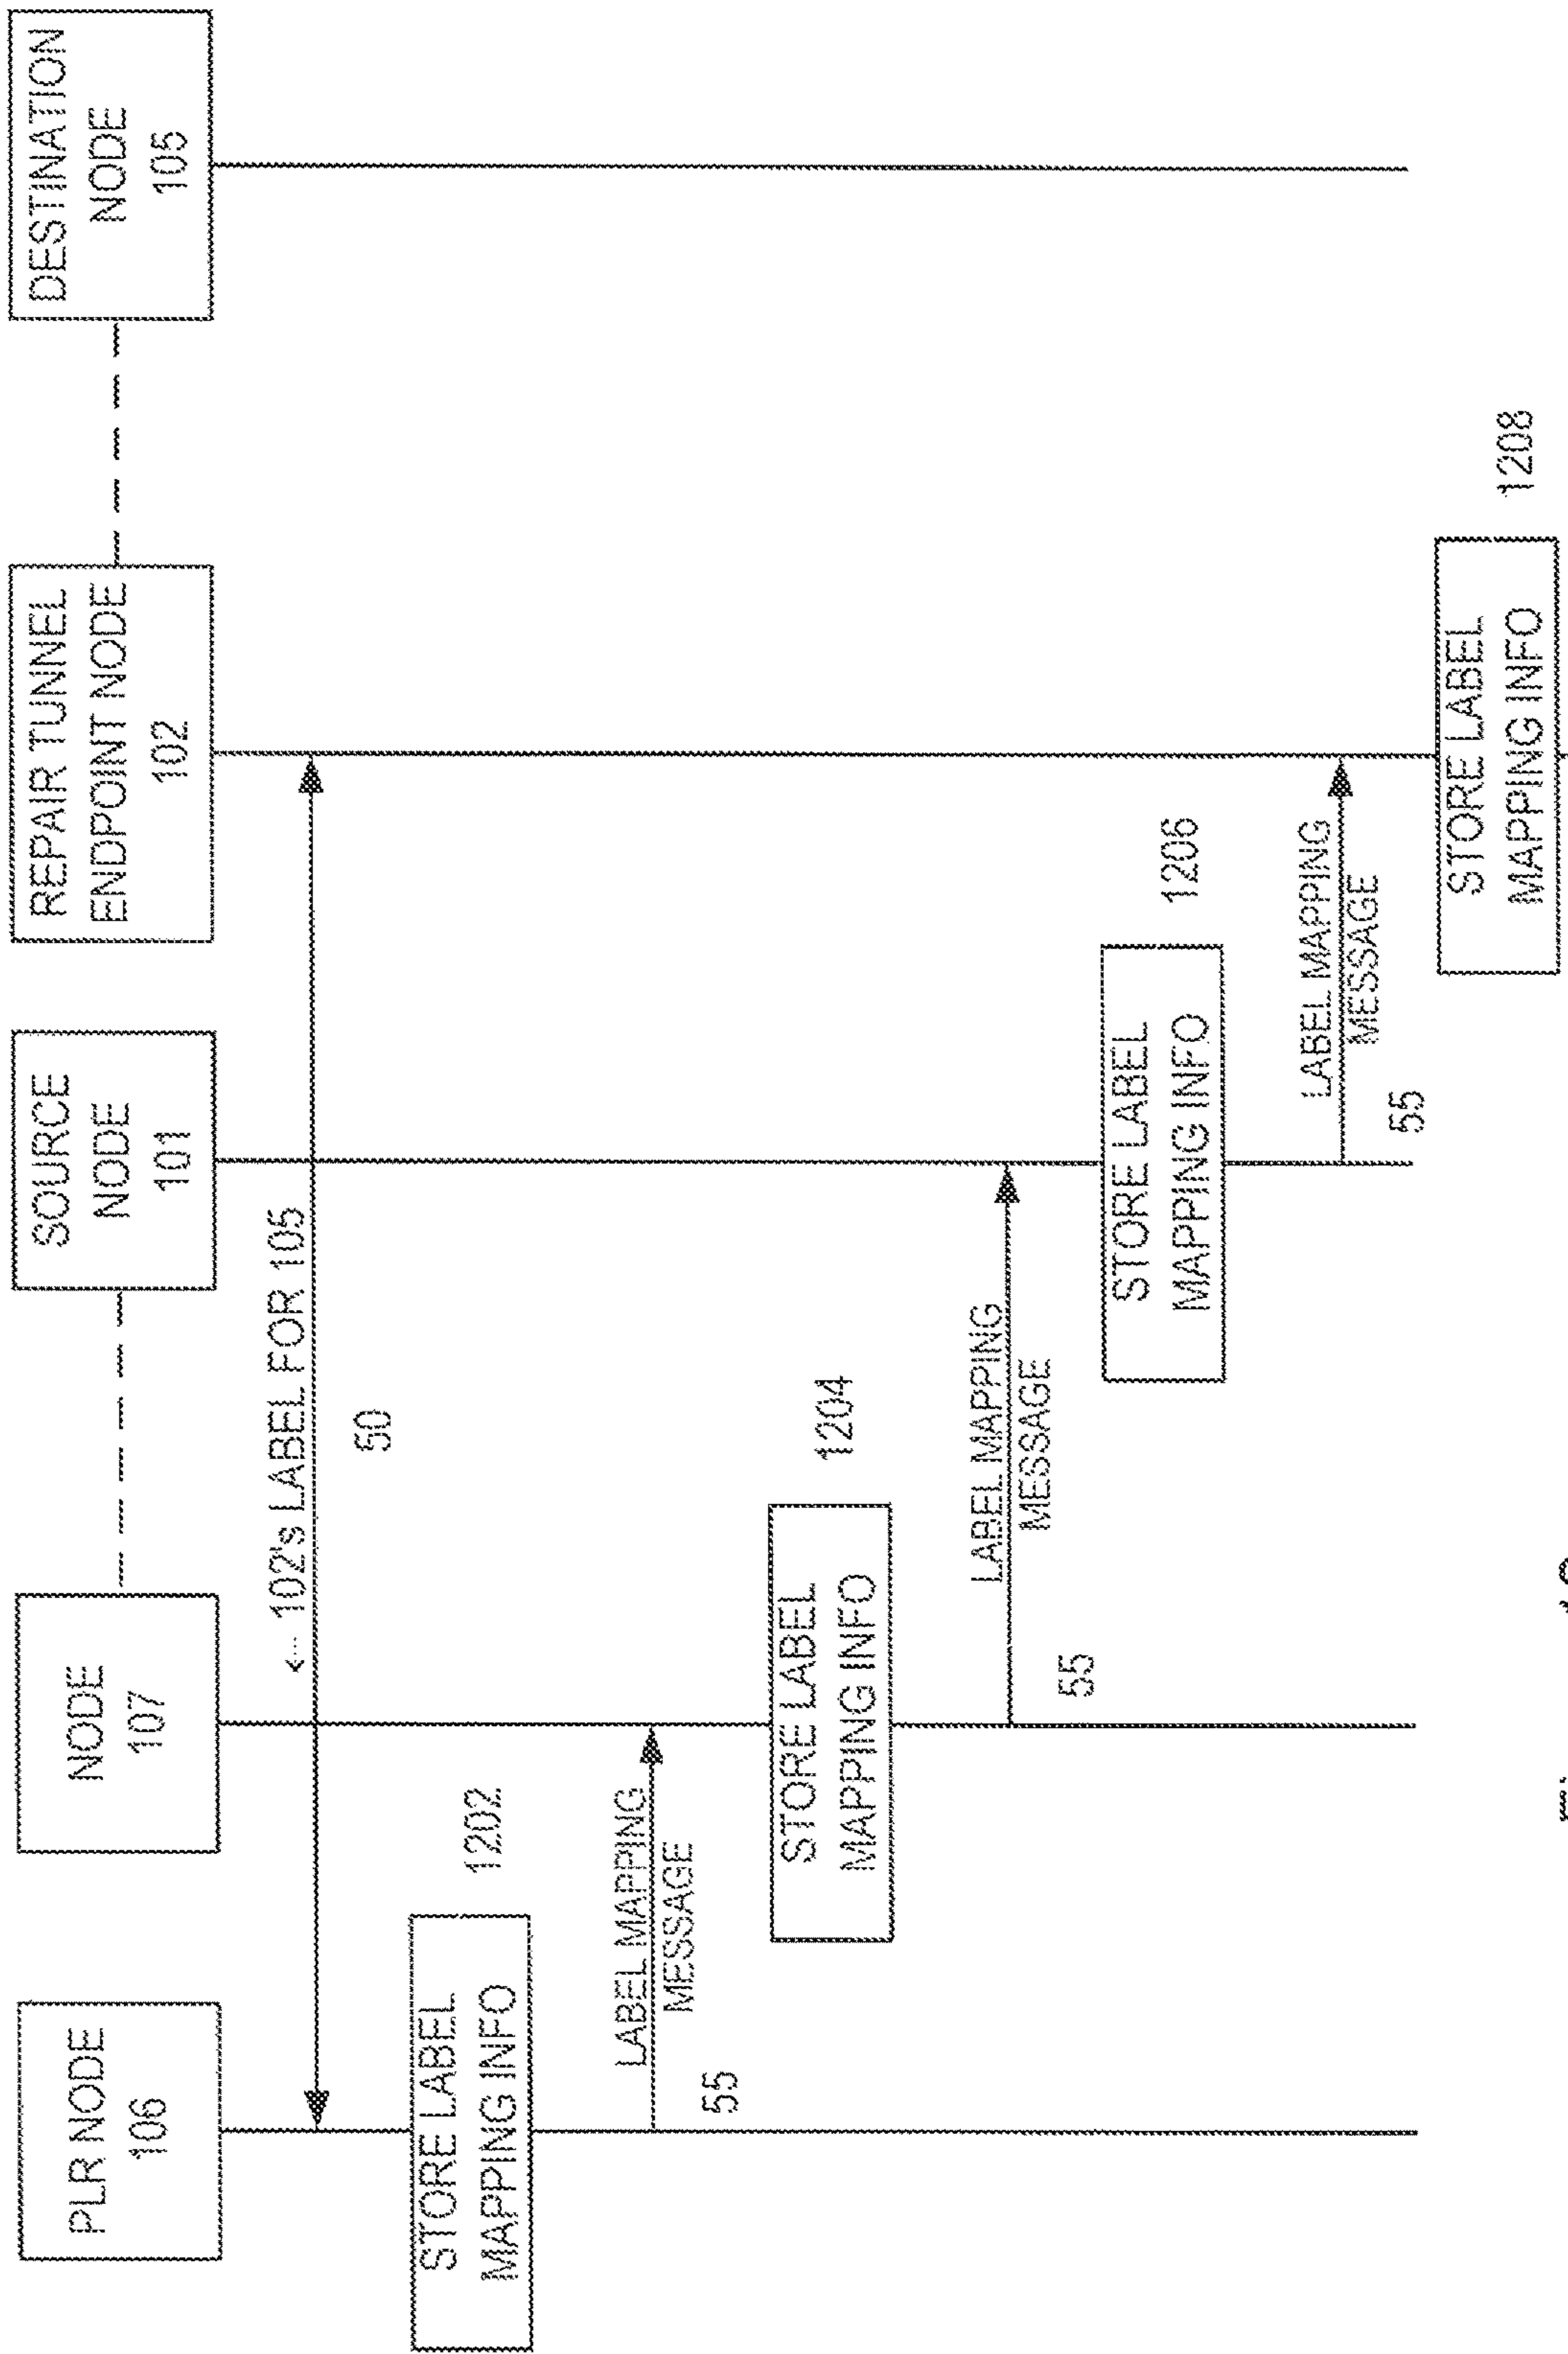 PLR NODE
106
NODE
107
SOURCE
NODE
101
REPAIR TUNNEL
ENDPOINT NODE
102
DESTINATION
NODE
105
← 102's LABEL FOR 105
50
STORE LABEL
MAPPING INFO
1202
LABEL MAPPING
MESSAGE
55
STORE LABEL
MAPPING INFO
1204
LABEL MAPPING
MESSAGE
55
STORE LABEL
MAPPING INFO
1206
LABEL MAPPING
MESSAGE
55
STORE LABEL
MAPPING INFO
1208